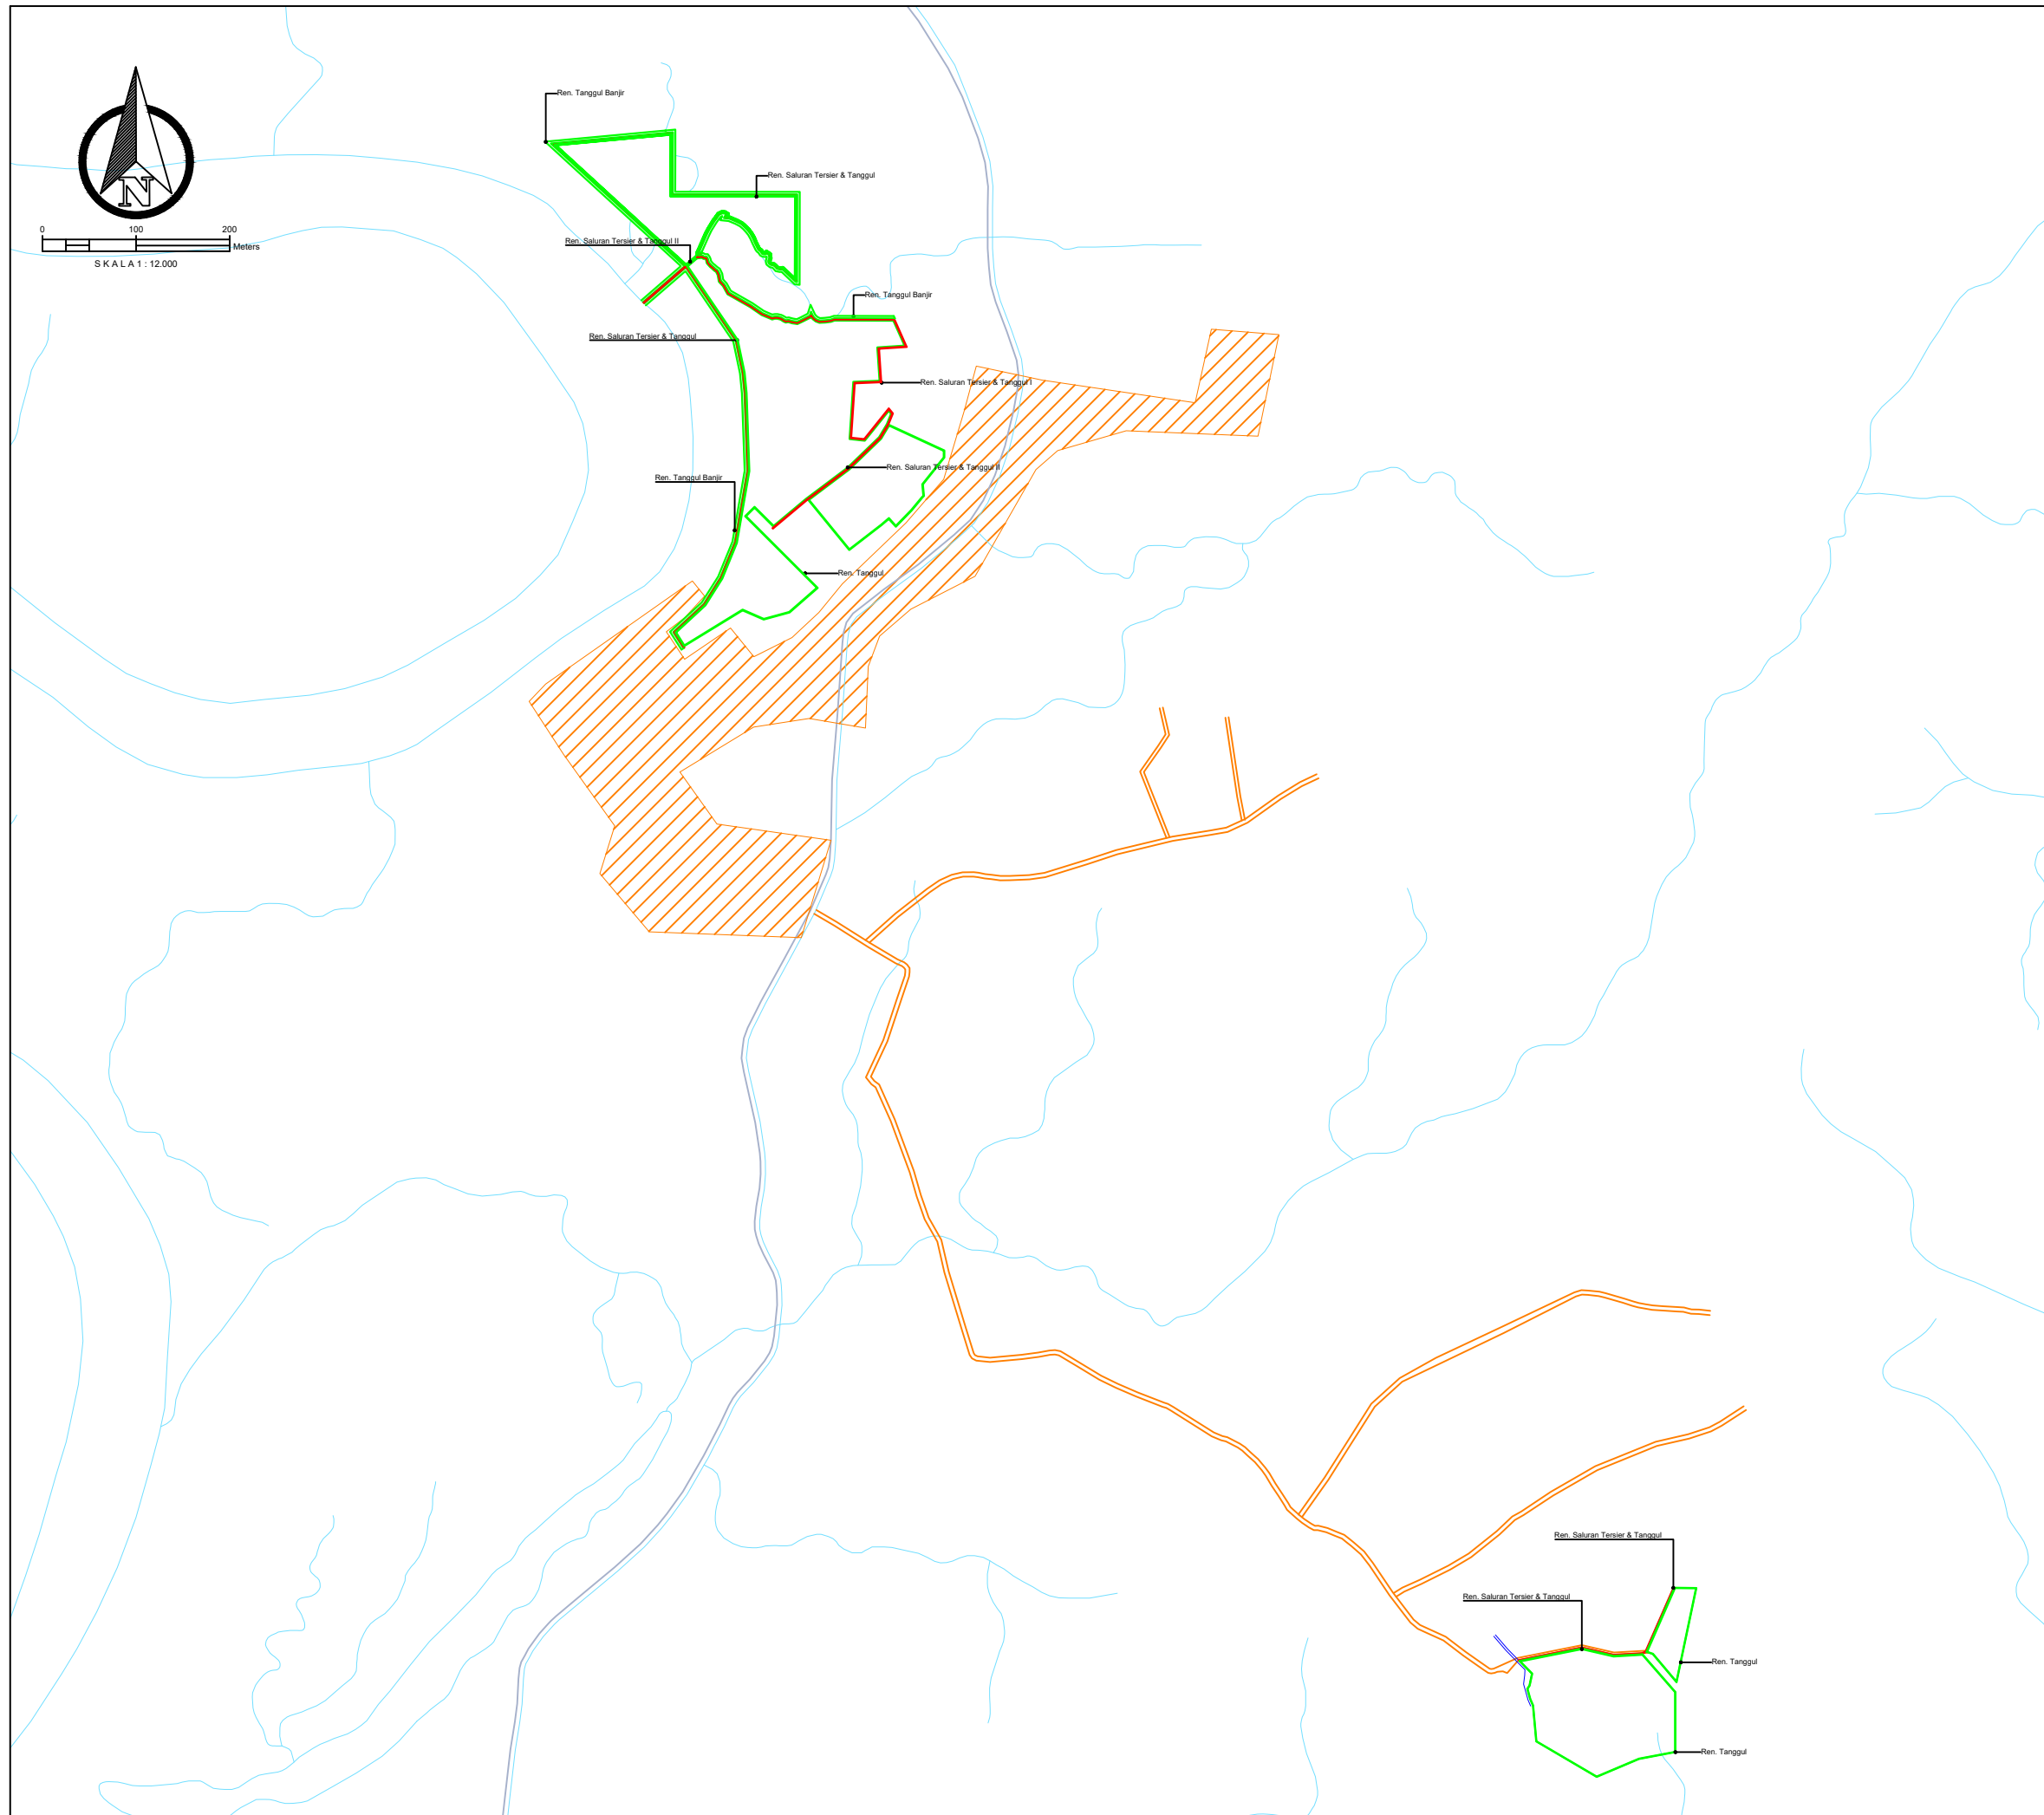 Ren. Tanggul Banjir
N
Ren. Saluran Tersier & Tanggul
0 100 200
Meters
S K A L A 1 : 12.000
Ren. Saluran Tersier & Tanggul II
Ren. Tanggul Banjir
Ren. Saluran Tersier & Tanggul
Ren. Saluran Tersier & Tanggul I
Ren. Saluran Tersier & Tanggul II
Ren. Tanggul Banjir
Ren. Tanggul
Ren. Saluran Tersier & Tanggul
Ren. Saluran Tersier & Tanggul
Ren. Tanggul
Ren. Tanggul